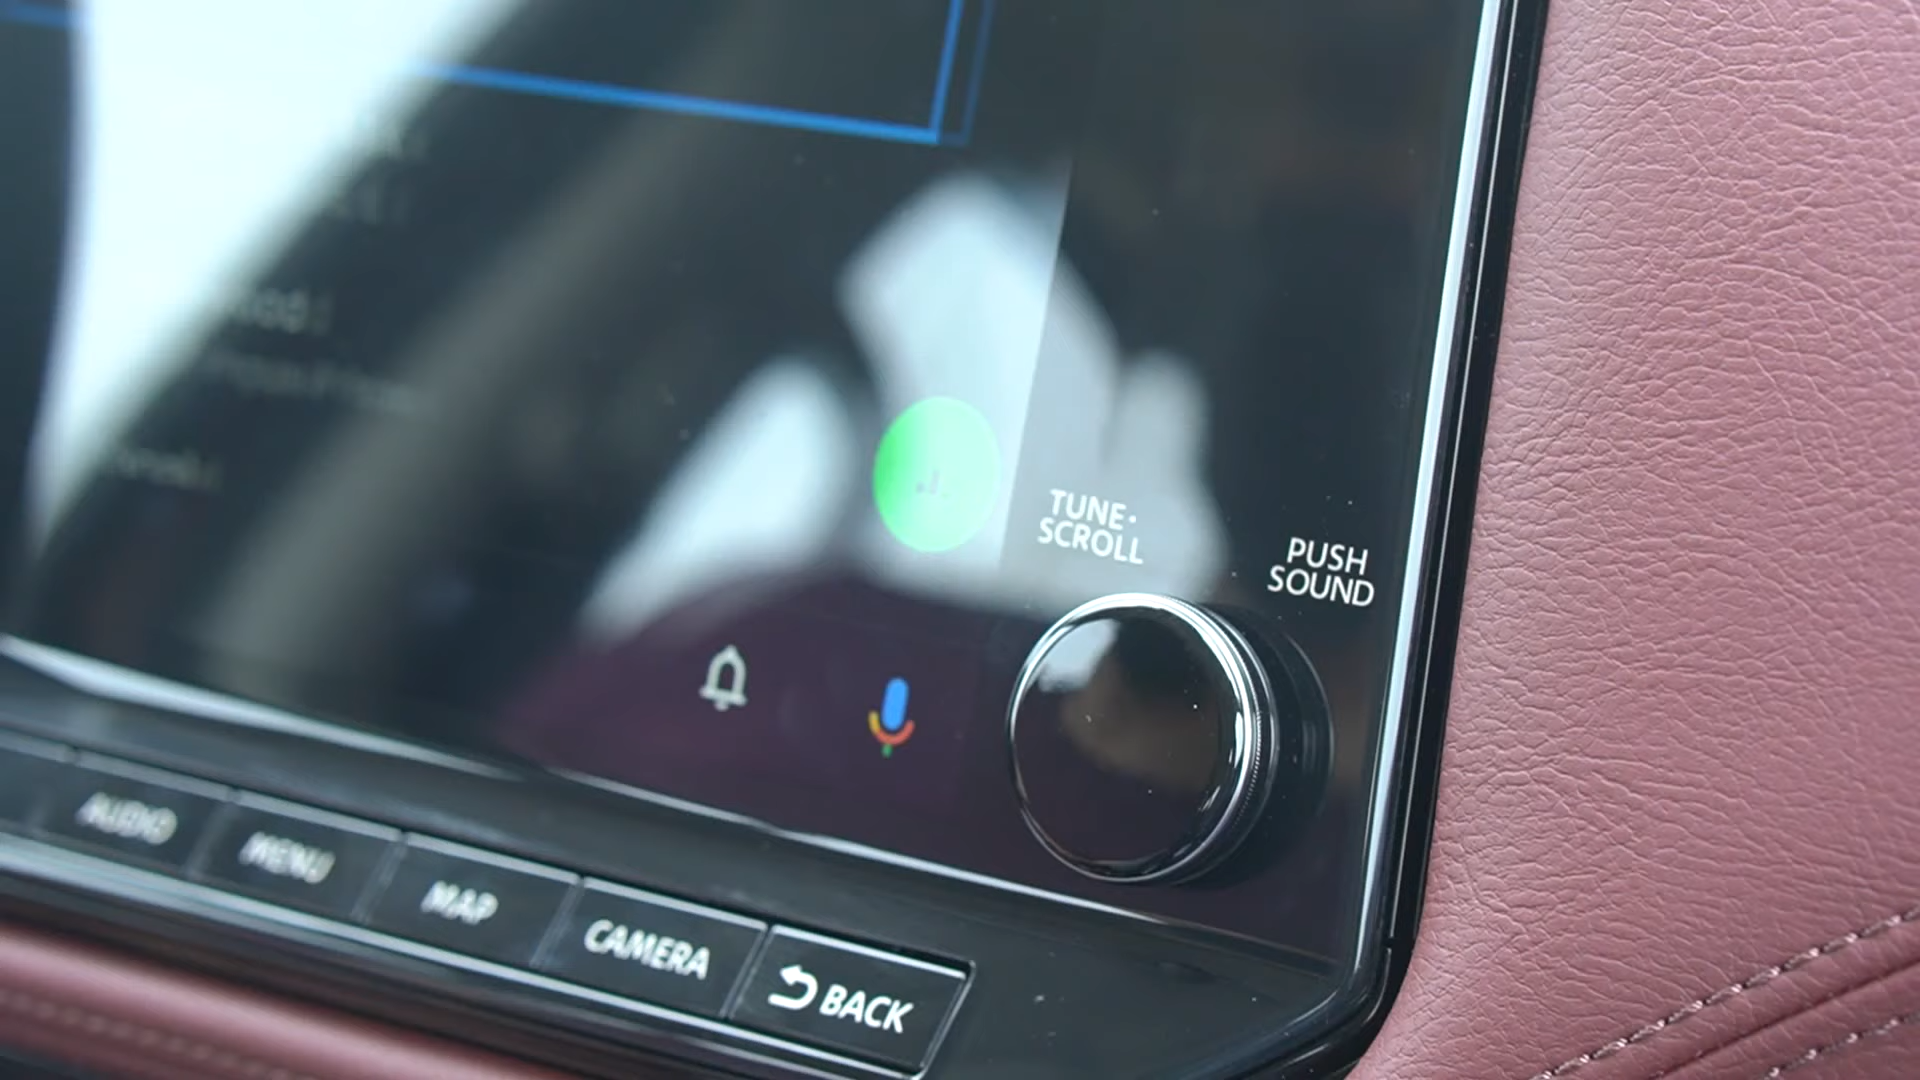 TUNE·
SCROLL
PUSH
SOUND
AUDIO
MENU
MAP
CAMERA
BACK